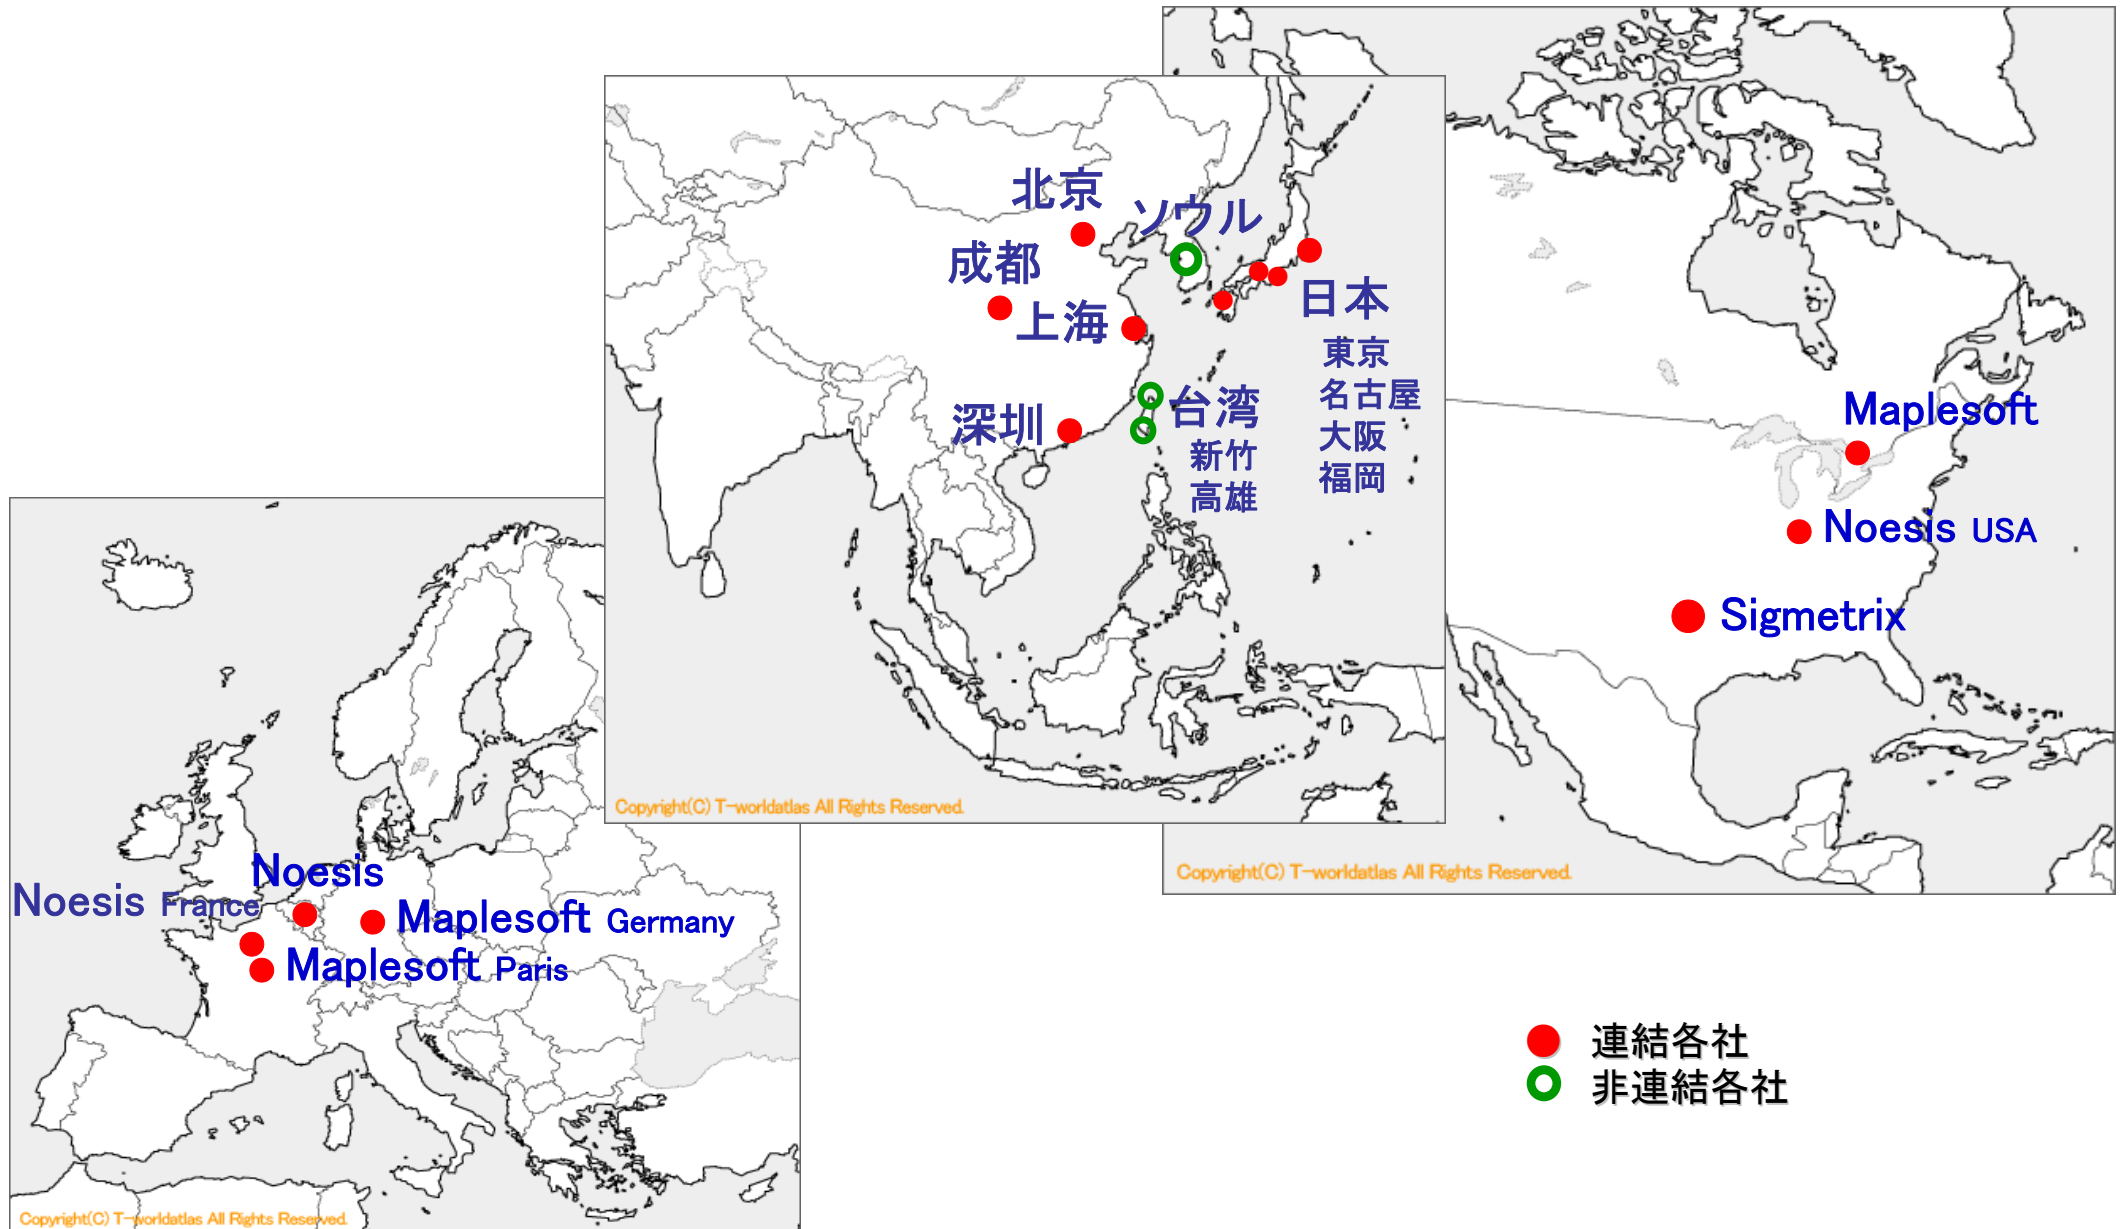 北京
ソウル
成都
上海
日本
東京
名古屋
大阪
福岡
深圳
台湾
新竹
高雄
Copyright(C) T-worldatlas All Rights Reserved.
Maplesoft
Noesis USA
Sigmetrix
Copyright(C) T-worldatlas All Rights Reserved.
Noesis
Noesis France
Maplesoft Germany
Maplesoft Paris
Copyright(C) T-worldatlas All Rights Reserved.
連結各社
非連結各社